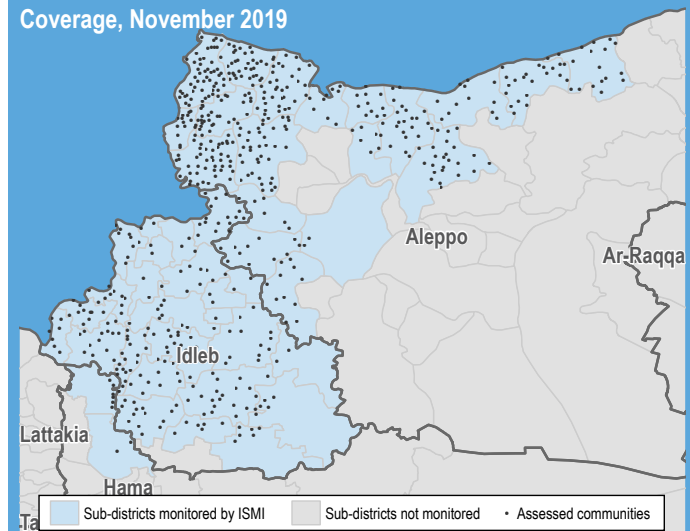 Coverage, November 2019
Aleppo
Ar-Raqqa
Idleb
Lattakia
Hama
Ta
Sub-districts monitored by ISMI
Sub-districts not monitored
Assessed communities